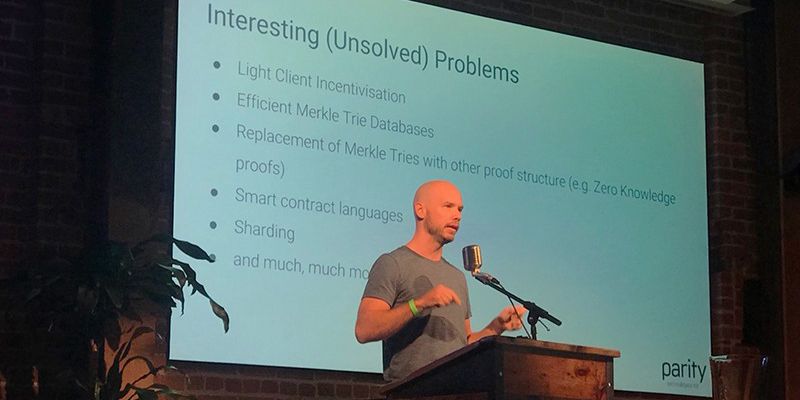 Interesting (Unsolved) Problems
● Light Client Incentivisation
● Efficient Merkle Trie Databases
● Replacement of Merkle Tries with other proof structure (e.g. Zero Knowledge
proofs)
● Smart contract languages
● Sharding
● and much, much mo
parity